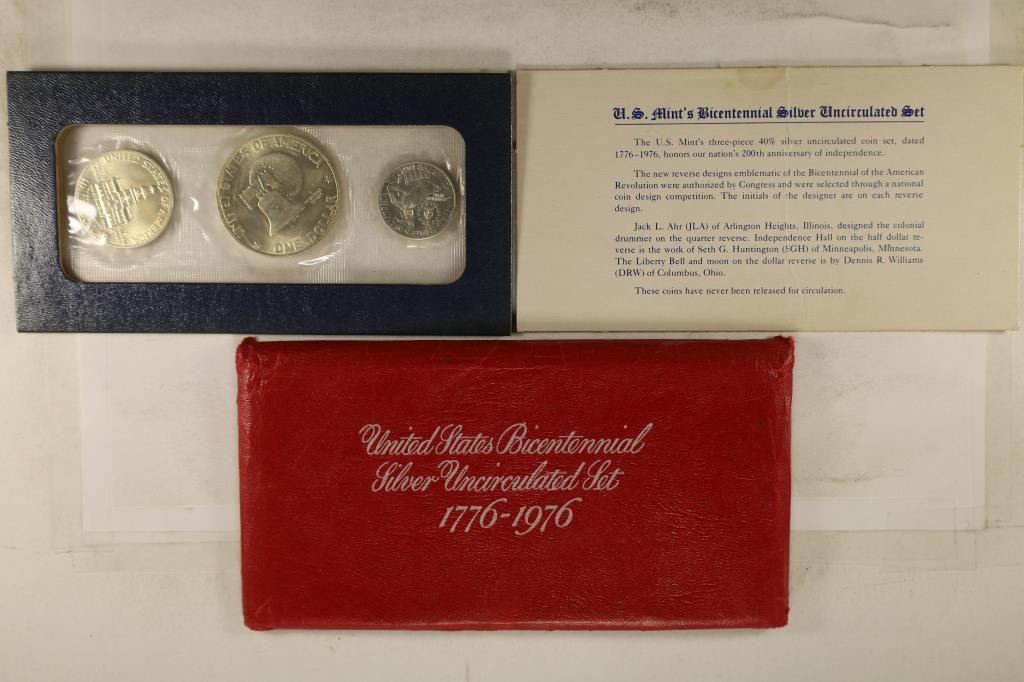 UNITED STATES OF AMERICA
ONE DOLLAR
U.S. Mint's Bicentennial Silver Uncirculated Set
The U.S. Mint's three-piece 40% silver uncirculated coin set, dated
1776-1976, honors our nation's 200th anniversary of independence.
The new reverse designs emblematic of the Bicentennial of the American
Revolution were authorized by Congress and were selected through a national
coin design competition. The initials of the designer are on each reverse
design.
Jack L. Ahr (JLA) of Arlington Heights, Illinois, designed the colonial
drummer on the quarter reverse. Independence Hall on the half dollar re-
verse is the work of Seth G. Huntington (SGH) of Minneapolis, Minnesota.
The Liberty Bell and moon on the dollar reverse is by Dennis R. Williams
(DRW) of Columbus, Ohio.
These coins have never been released for circulation.
United States Bicentennial
Silver Uncirculated Set
1776-1976